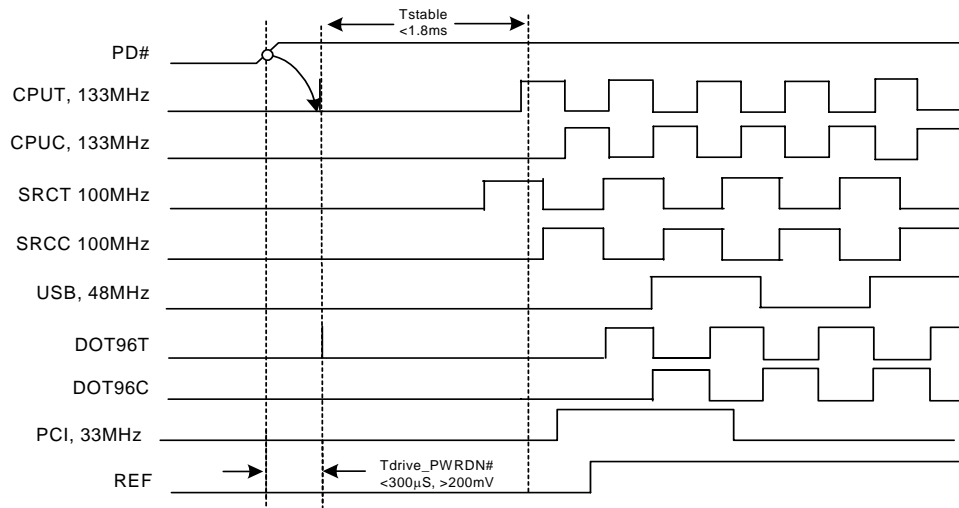 Tstable
<1.8ms
PD#
CPUT, 133MHz
CPUC, 133MHz
SRCT 100MHz
SRCC 100MHz
USB, 48MHz
DOT96T
DOT96C
PCI, 33MHz
Tdrive_PWRDN#
<300μS, >200mV
REF